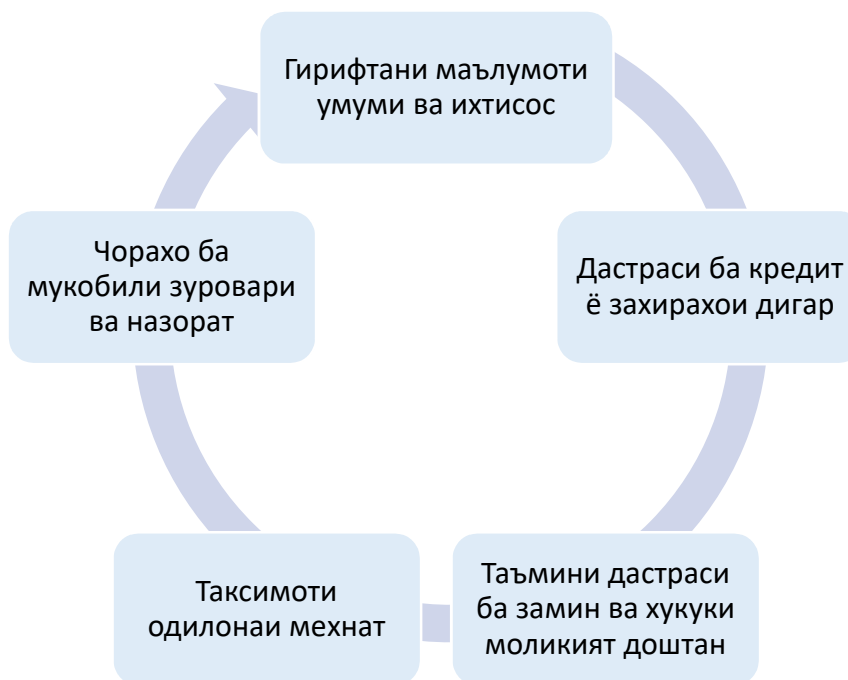 Гирифтани маълумоти
умуми ва ихтисос
Дастраси ба кредит
ё захирахои дигар
Таъмини дастраси
ба замин ва хукуки
моликият доштан
Таксимоти
одилонаи мехнат
Чорахо ба
мукобили зуровари
ва назорат